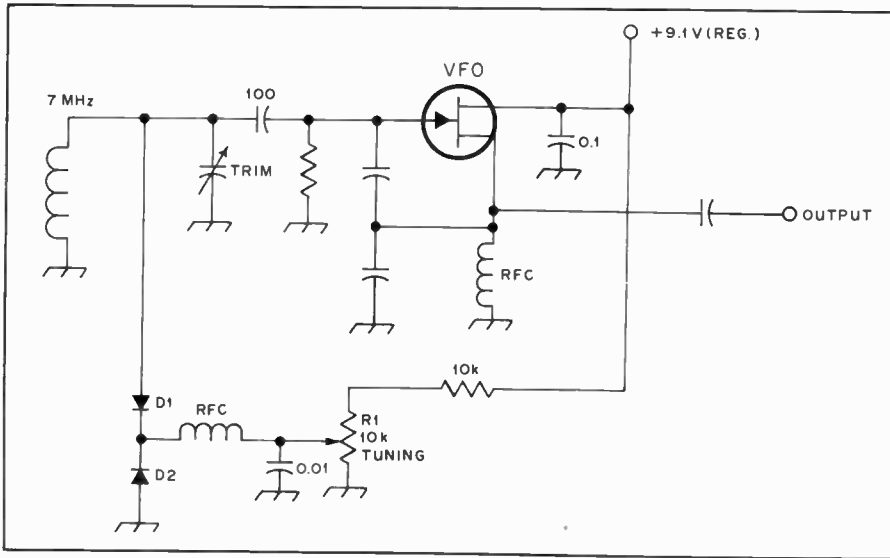 +9.1 V (REG.)
VFO
7 MHz
100
TRIM
0.1
OUTPUT
RFC
10k
D1
RFC
R1
10k
TUNING
0.01
D2